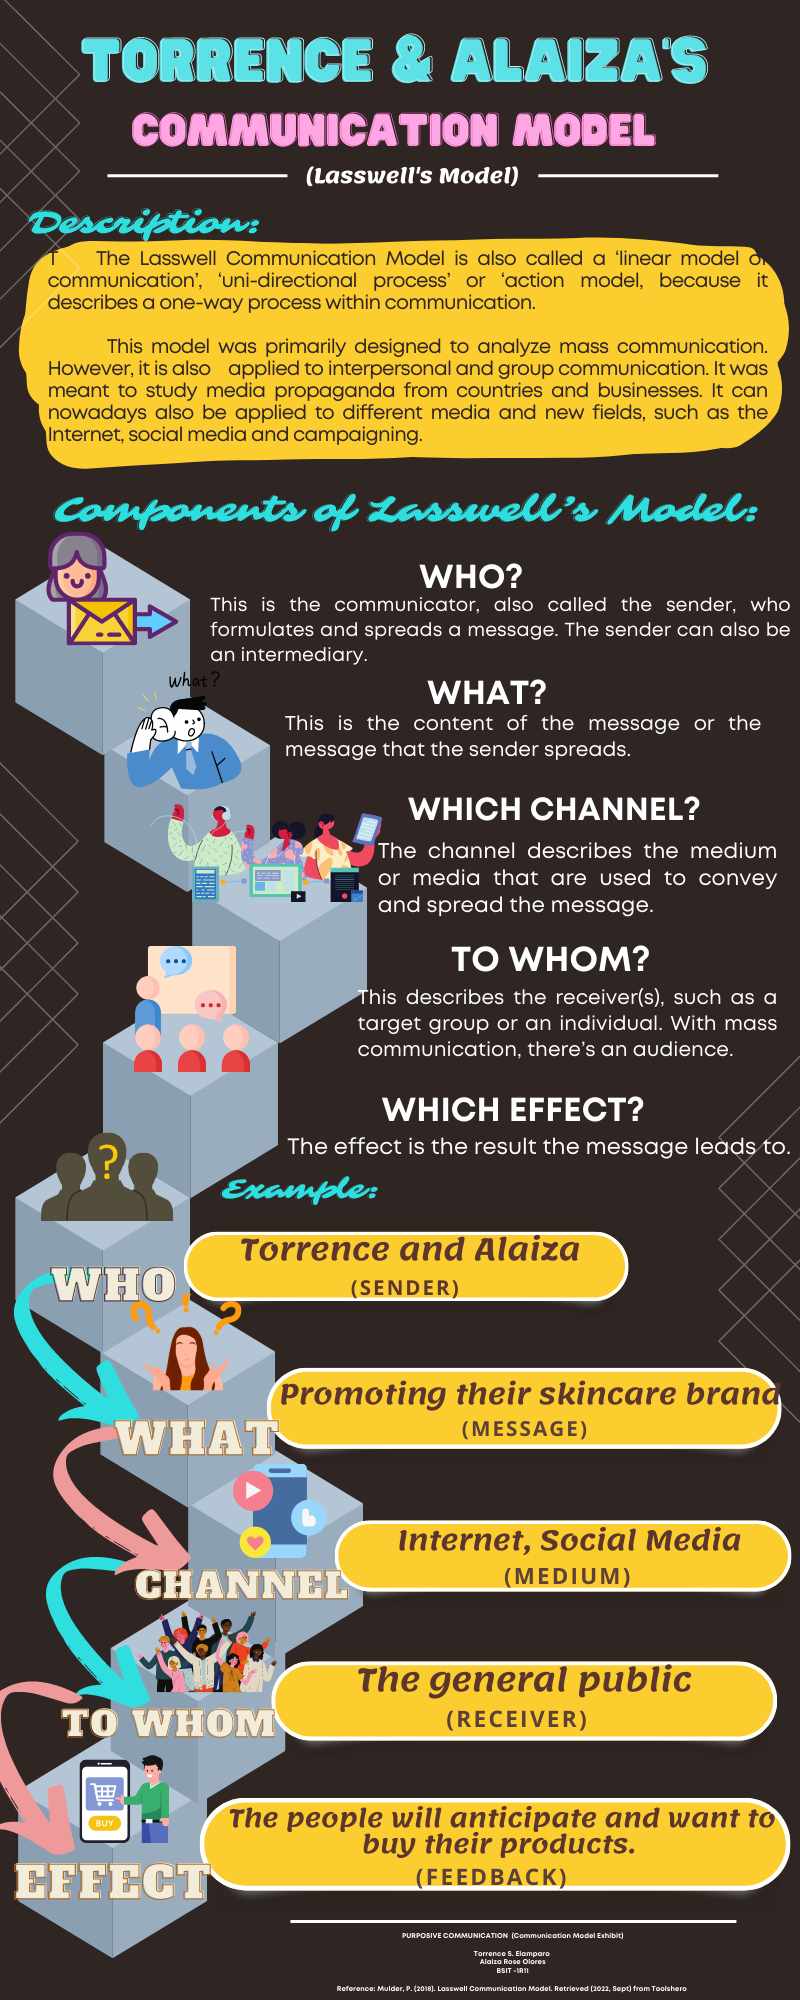 TORRENCE & ALAIZA'S
COMMUNICATION MODEL
(Lasswell's Model)
Description:
T The Lasswell Communication Model is also called a ‘linear model of
communication’, ‘uni-directional process’ or ‘action model, because it
describes a one-way process within communication.
This model was primarily designed to analyze mass communication.
However, it is also applied to interpersonal and group communication. It was
meant to study media propaganda from countries and businesses. It can
nowadays also be applied to different media and new fields, such as the
Internet, social media and campaigning.
Components of Lasswell’s Model:
WHO?
This is the communicator, also called the sender, who
formulates and spreads a message. The sender can also be
an intermediary.
what?
WHAT?
This is the content of the message or the
message that the sender spreads.
WHICH CHANNEL?
The channel describes the medium
or media that are used to convey
and spread the message.
TO WHOM?
This describes the receiver(s), such as a
target group or an individual. With mass
communication, there’s an audience.
WHICH EFFECT?
The effect is the result the message leads to.
?
Example:
WHO
Torrence and Alaiza
(SENDER)
? ! ?
WHAT
Promoting their skincare brand
(MESSAGE)
CHANNEL
Internet, Social Media
(MEDIUM)
TO WHOM
The general public
(RECEIVER)
BUY
EFFECT
The people will anticipate and want to
buy their products.
(FEEDBACK)
PURPOSIVE COMMUNICATION (Communication Model Exhibit)
Torrence S. Elamparo
Alaiza Rose Olores
BSIT -1R11
Reference: Mulder, P. (2018). Lasswell Communication Model. Retrieved (2022, Sept) from Toolshero